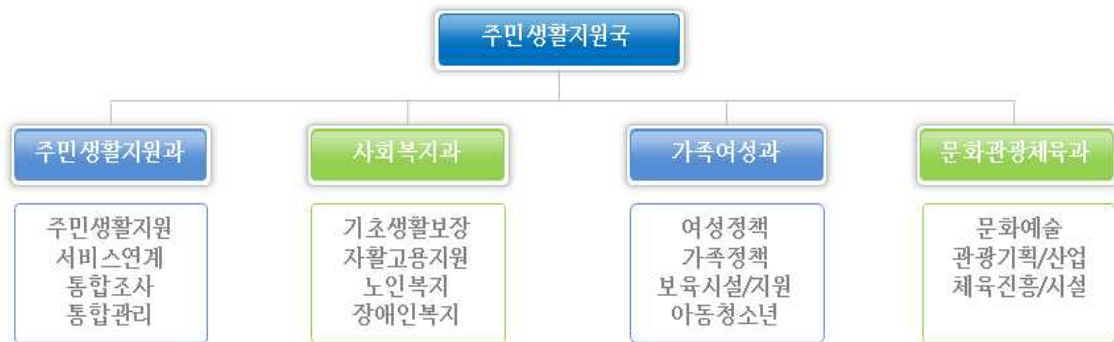 주민생활지원국
주민생활지원과
사회복지과
가족여성과
문화관광체육과
주민생활지원
서비스연계
통합조사
통합관리
기초생활보장
자활고용지원
노인복지
장애인복지
여성정책
가족정책
보육시설/지원
아동청소년
문화예술
관광기획/산업
체육진흥/시설